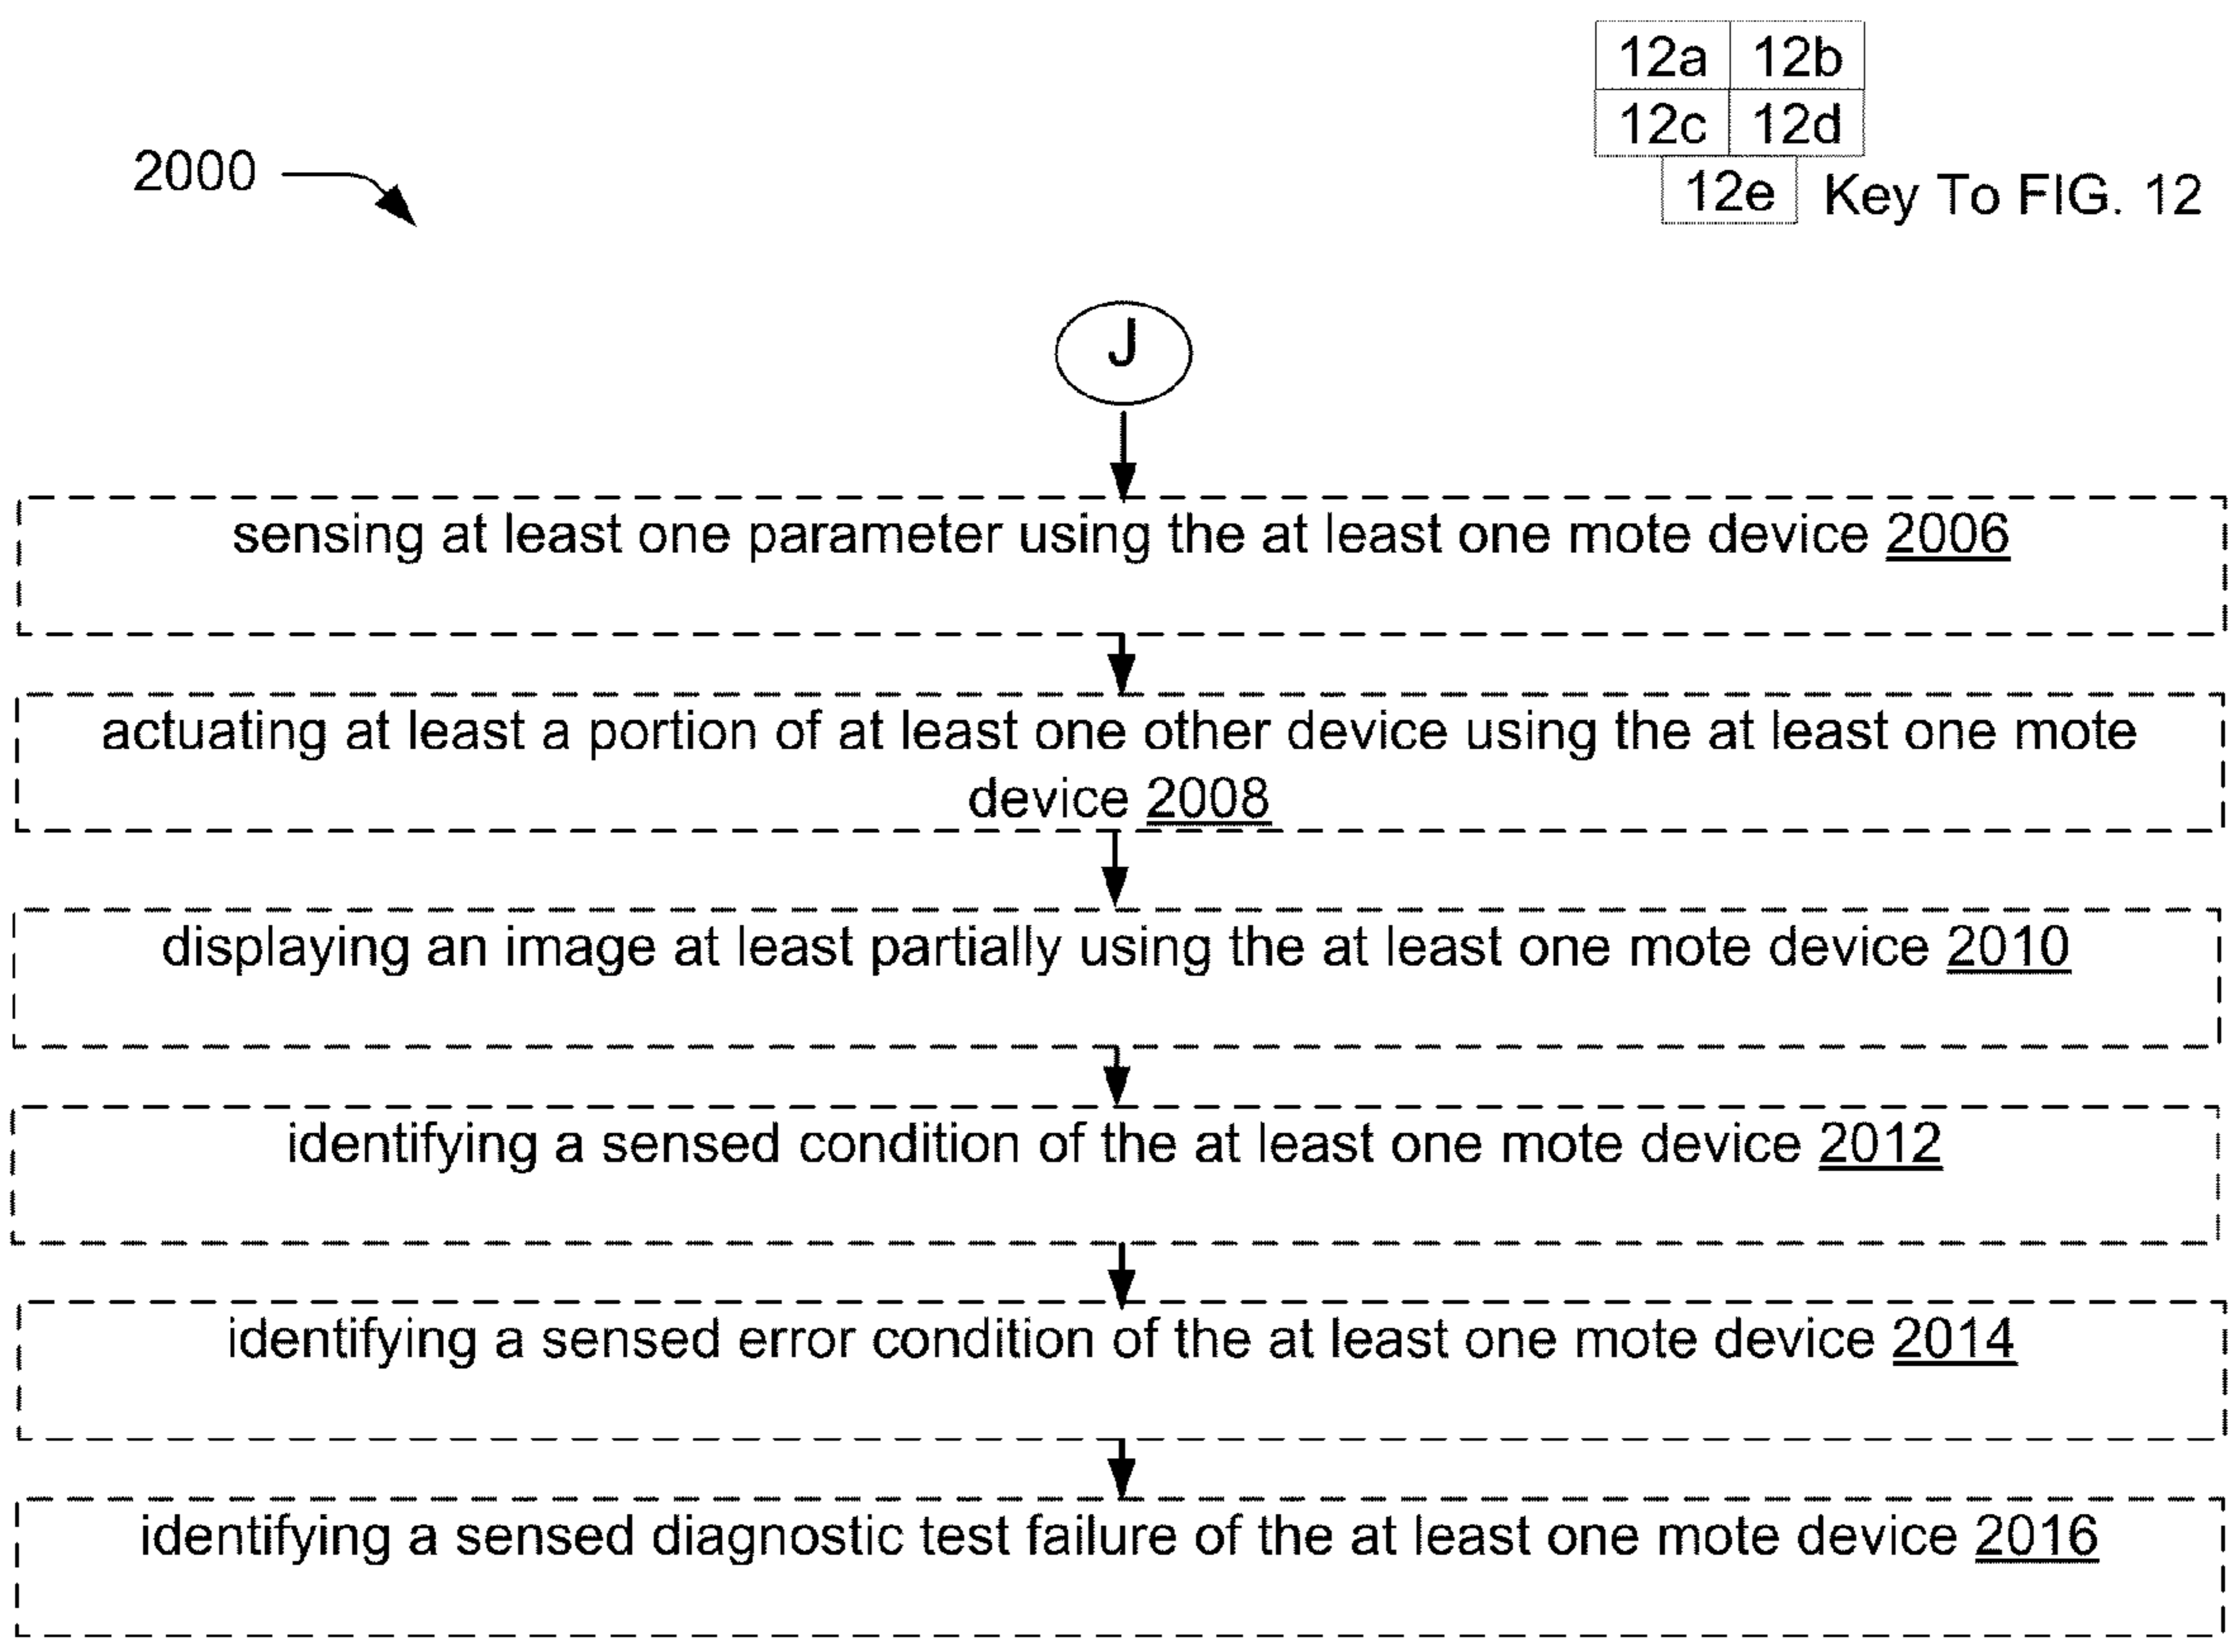 12a 12b
12c 12d
12e Key To FIG. 12
2000
J
sensing at least one parameter using the at least one mote device 2006
actuating at least a portion of at least one other device using the at least one mote
device 2008
displaying an image at least partially using the at least one mote device 2010
identifying a sensed condition of the at least one mote device 2012
identifying a sensed error condition of the at least one mote device 2014
identifying a sensed diagnostic test failure of the at least one mote device 2016